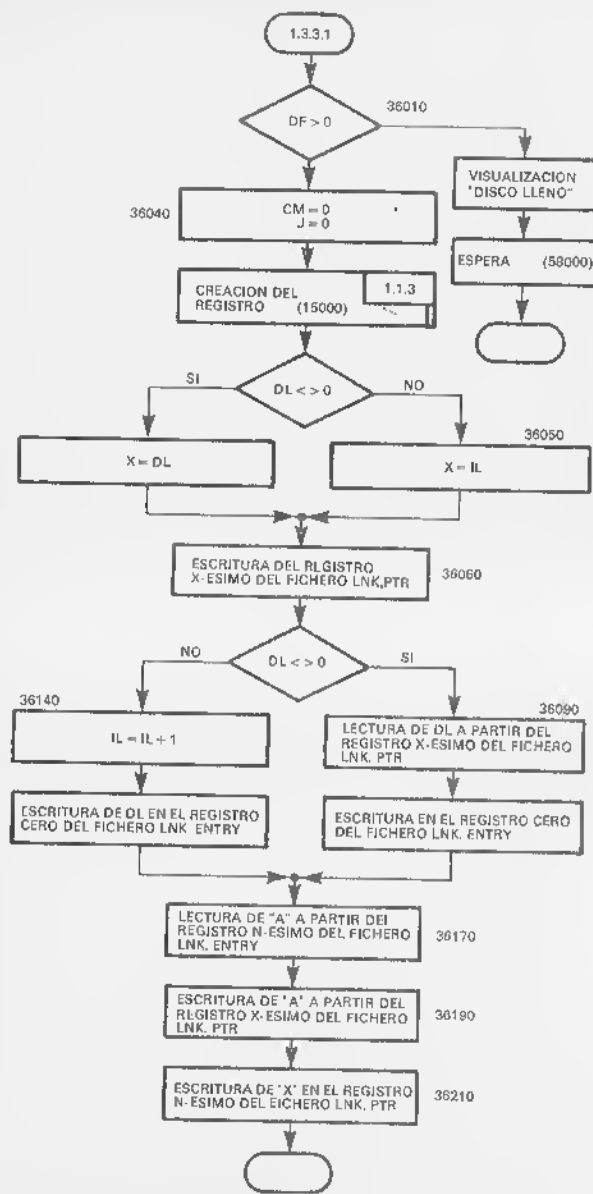 1.3.3.1
36010
DF > 0
VISUALIZACION
"DISCO LLENO"
36040
CM = 0
J = 0
ESPERA (58000)
CREACION DEL
REGISTRO (15000)
1.1.3
SI
DL < > 0
NO
36050
X = DL
X = IL
ESCRITURA DEL REGISTRO
X-ESIMO DEL FICHERO LNK,PTR
36060
NO
DL < > 0
SI
36140
36090
IL = IL + 1
LECTURA DE DL A PARTIR DEL
REGISTRO X-ESIMO DEL FICHERO
LNK. PTR
ESCRITURA DE DL EN EL REGISTRO
CERO DEL FICHERO LNK ENTRY
ESCRITURA EN EL REGISTRO CERO
DEL FICHERO LNK. ENTRY
LECTURA DE "A" A PARTIR DEI
REGISTRO N-ESIMO DEL FICHERO
LNK. ENTRY
36170
ESCRITURA DE "A" A PARTIR DEL
REGISTRO X-ESIMO DEL FICHERO
LNK. PTR
36190
ESCRITURA DE "X" EN EL REGISTRO
N-ESIMO DEL EICHERO LNK, PTR
36210